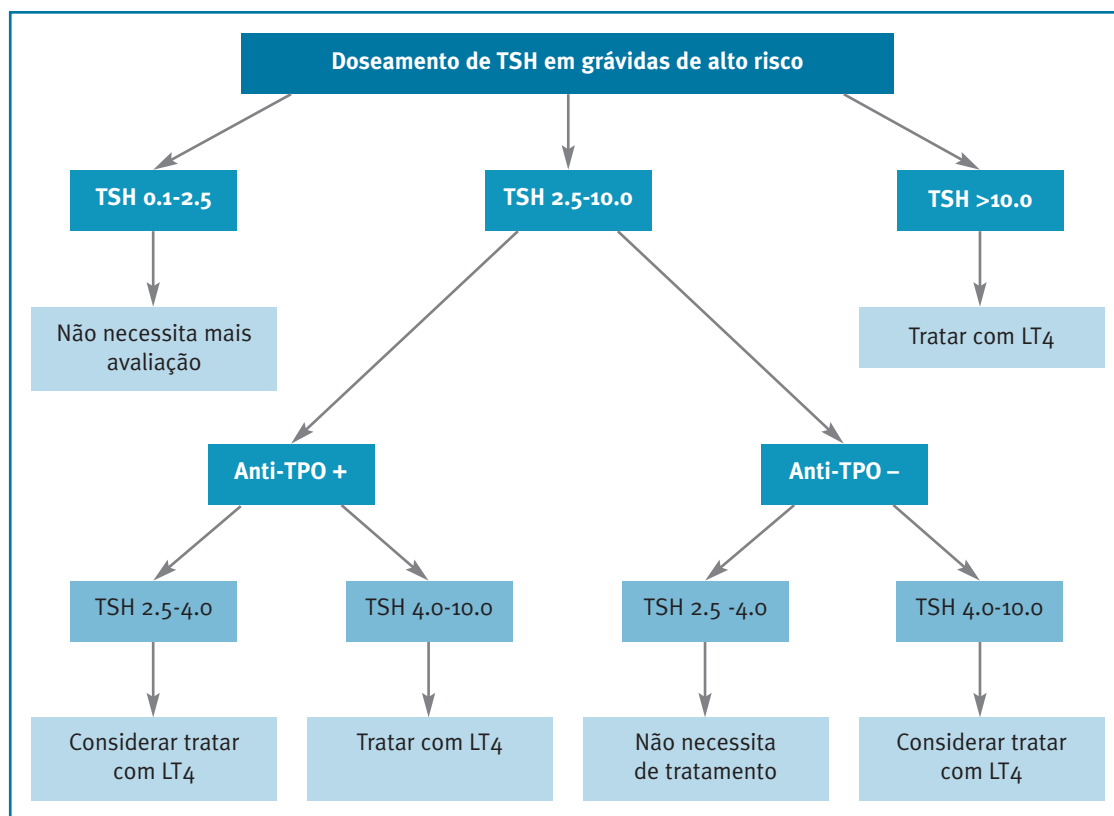 Doseamento de TSH em grávidas de alto risco
TSH 0.1-2.5
TSH 2.5-10.0
TSH >10.0
Não necessita mais
avaliação
Tratar com LT4
Anti-TPO +
Anti-TPO –
TSH 2.5-4.0
TSH 4.0-10.0
TSH 2.5 -4.0
TSH 4.0-10.0
Considerar tratar
com LT4
Tratar com LT4
Não necessita
de tratamento
Considerar tratar
com LT4